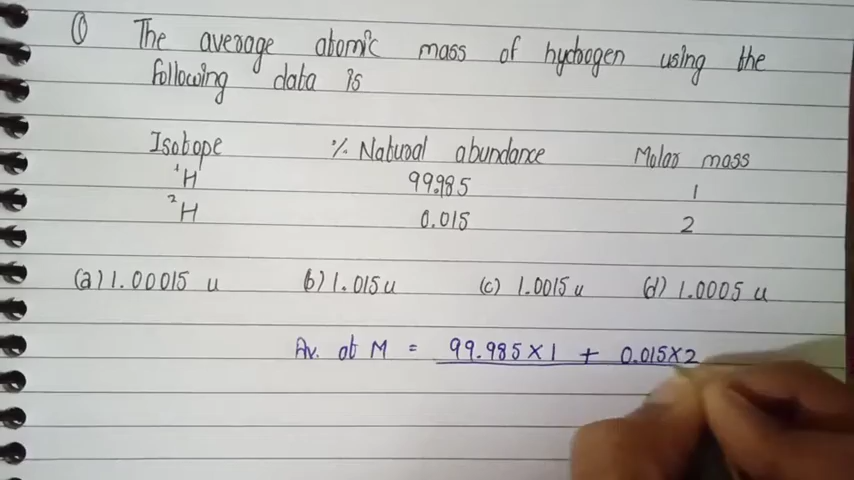 ① The average atomic mass of hydrogen using the
following data is
Isotope % Natural abundance Molar mass
¹H 99.985 1
²H 0.015 2
(a) 1.00015 u (b) 1.015 u (c) 1.0015 u (d) 1.0005 u
Av. at M = 99.985 × 1 + 0.015 × 2